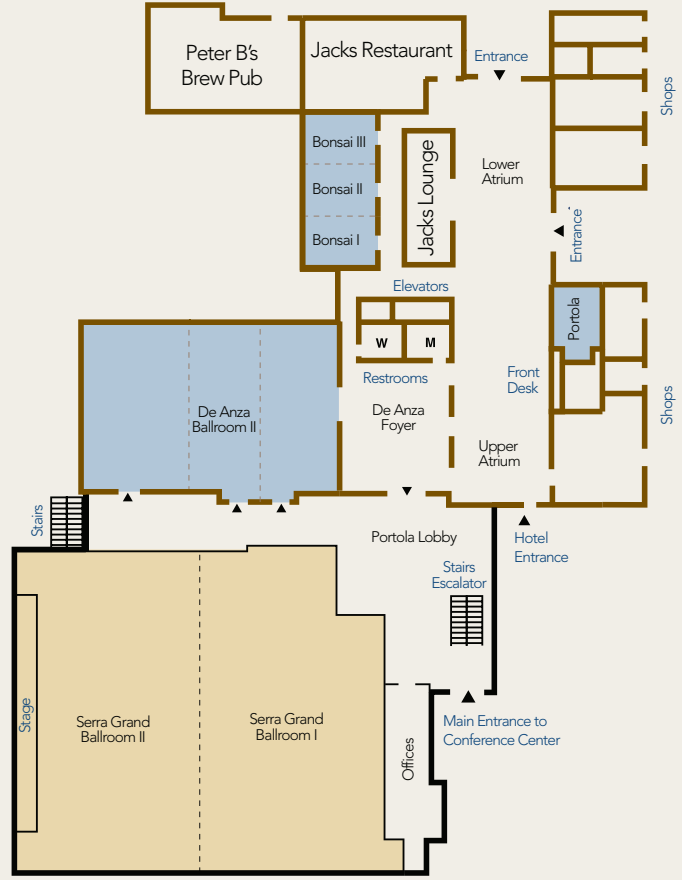 Peter B's
Brew Pub
Jacks Restaurant
Entrance
Shops
Bonsai III
Bonsai II
Bonsai I
Jacks Lounge
Lower
Atrium
Entrance
Elevators
W
M
Restrooms
Portola
Front
Desk
Shops
De Anza
Ballroom II
De Anza
Foyer
Upper
Atrium
Stairs
Portola Lobby
Hotel
Entrance
Stairs
Escalator
Stage
Serra Grand
Ballroom II
Serra Grand
Ballroom I
Offices
Main Entrance to
Conference Center